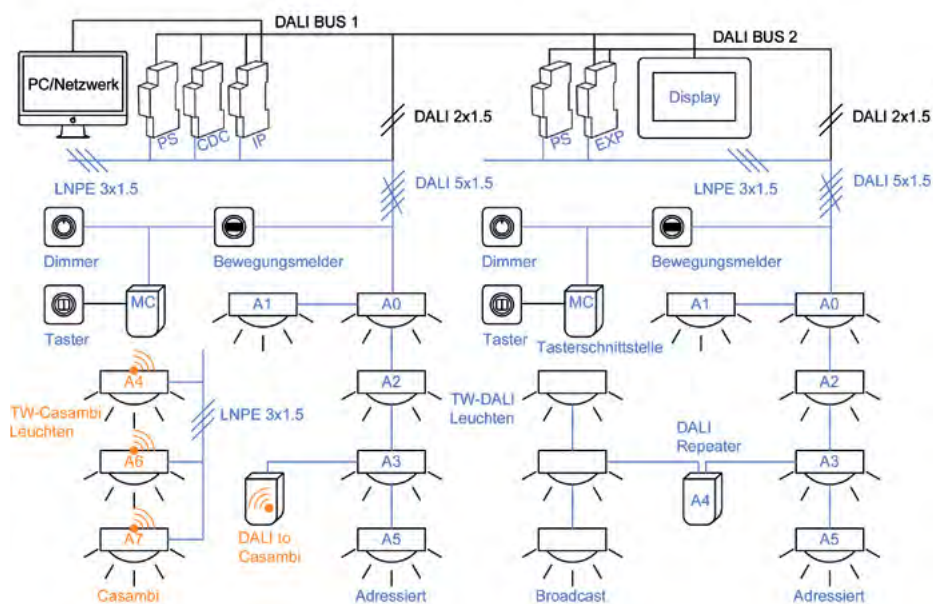 DALI BUS 1
DALI BUS 2
PC/Netzwerk
Display
PS
CDC
IP
DALI 2x1.5
PS
EXP
DALI 2x1.5
LNPE 3x1.5
DALI 5x1.5
LNPE 3x1.5
DALI 5x1.5
Dimmer
Bewegungsmelder
Dimmer
Bewegungsmelder
MC
A1
A0
MC
A1
A0
Taster
Taster
Tasterschnittstelle
A4
TW-Casambi
Leuchten
LNPE 3x1.5
A2
TW-DALI
Leuchten
A2
A6
A3
DALI
Repeater
A4
A3
A7
DALI to
Casambi
A5
A5
Casambi
Adressiert
Broadcast
Adressiert